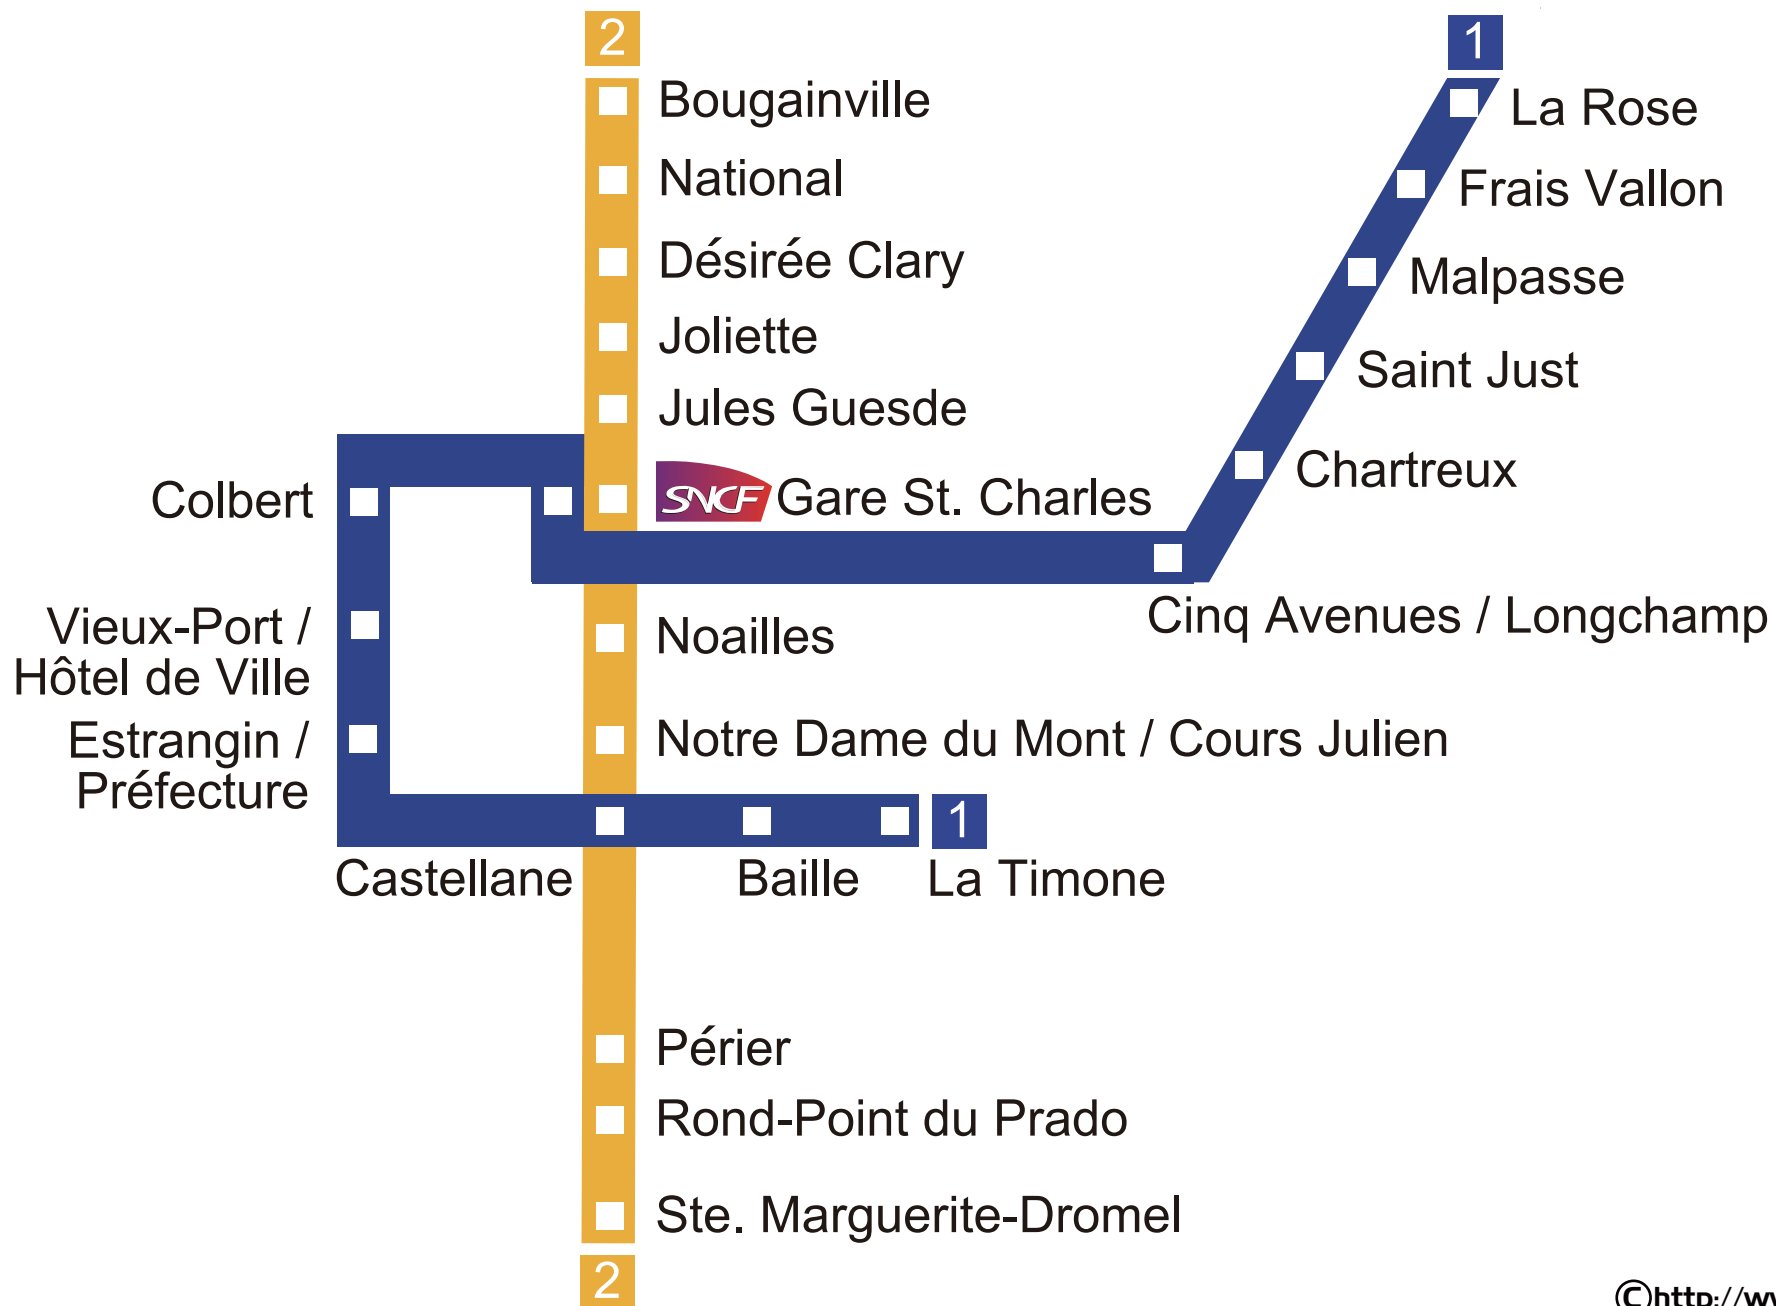 2
1
Bougainville
La Rose
National
Frais Vallon
Désirée Clary
Malpasse
Joliette
Saint Just
Jules Guesde
Chartreux
Colbert
SNCF Gare St. Charles
Cinq Avenues / Longchamp
Vieux-Port /
Hôtel de Ville
Noailles
Estrangin /
Préfecture
Notre Dame du Mont / Cours Julien
1
Castellane
Baille
La Timone
Périer
Rond-Point du Prado
Ste. Marguerite-Dromel
2
©http://w